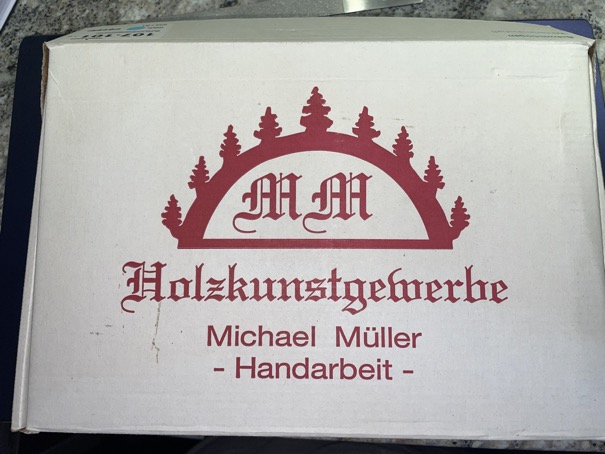 MM
Holzkunstgewerbe
Michael Müller
- Handarbeit -